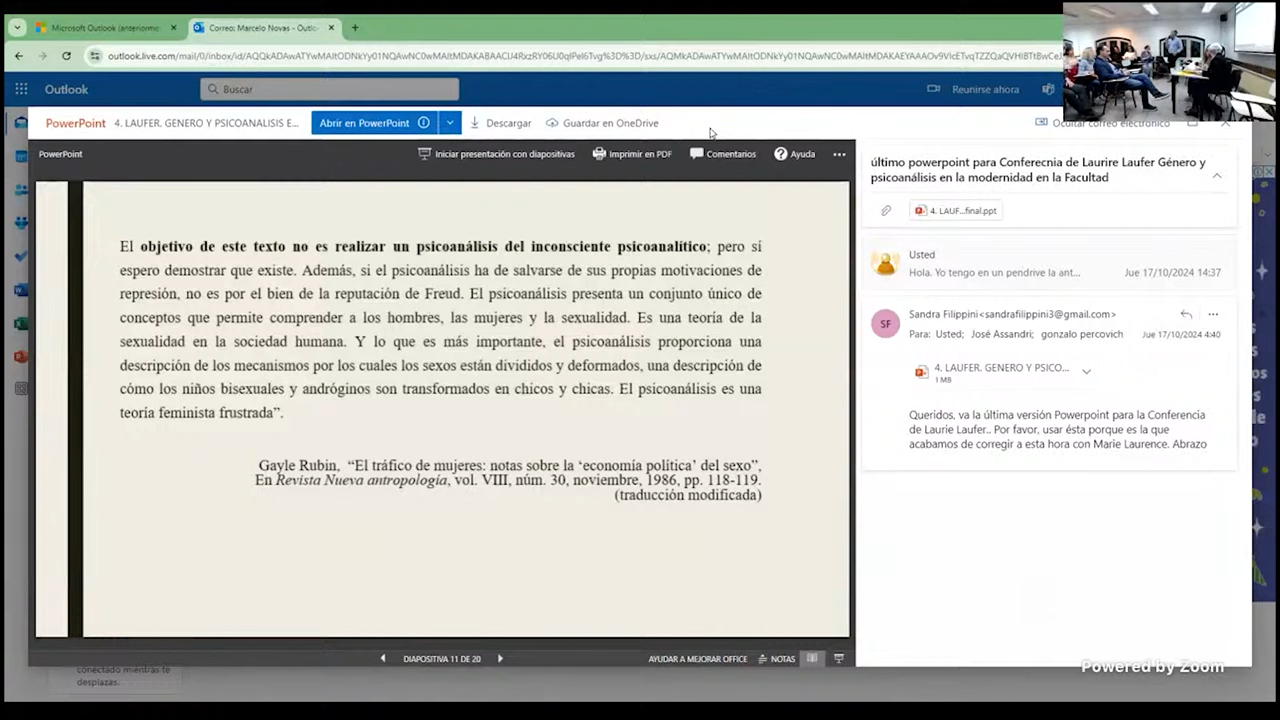 Microsoft Outlook (anteriorme
Correo: Marcelo Novas - Outlo
Outlook
Buscar
Reunirse ahora
PowerPoint
4. LAUFER. GENERO Y PSICOANALISIS E...
Abrir en PowerPoint
Descargar
Guardar en OneDrive
Ocultar correo electrónico
PowerPoint
Iniciar presentación con diapositivas
Imprimir en PDF
Comentarios
Ayuda
El objetivo de este texto no es realizar un psicoanálisis del inconsciente psicoanalítico; pero sí
espero demostrar que existe. Además, si el psicoanálisis ha de salvarse de sus propias motivaciones de
represión, no es por el bien de la reputación de Freud. El psicoanálisis presenta un conjunto único de
conceptos que permite comprender a los hombres, las mujeres y la sexualidad. Es una teoría de la
sexualidad en la sociedad humana. Y lo que es más importante, el psicoanálisis proporciona una
descripción de los mecanismos por los cuales los sexos están divididos y deformados, una descripción de
cómo los niños bisexuales y andróginos son transformados en chicos y chicas. El psicoanálisis es una
teoría feminista frustrada”.
Gayle Rubin, “El tráfico de mujeres: notas sobre la ‘economía política’ del sexo”,
En Revista Nueva antropología, vol. VIII, núm. 30, noviembre, 1986, pp. 118-119.
(traducción modificada)
DIAPOSITIVA 11 DE 20
AYUDAR A MEJORAR OFFICE
NOTAS
último powerpoint para Conferecnia de Laurire Laufer Género y
psicoanálisis en la modernidad en la Facultad
4. LAUF...final.ppt
Usted
Hola. Yo tengo en un pendrive la ant...
Jue 17/10/2024 14:37
SF
Sandra Filippini<sandrafilippini3@gmail.com>
Para: Usted; José Assandri; gonzalo percovich
Jue 17/10/2024 4:40
4. LAUFER. GENERO Y PSICO...
1 MB
Queridos, va la última versión Powerpoint para la Conferencia
de Laurie Laufer.. Por favor, usar ésta porque es la que
acabamos de corregir a esta hora con Marie Laurence. Abrazo
conectado mientras te
desplazas.
Powered by Zoom